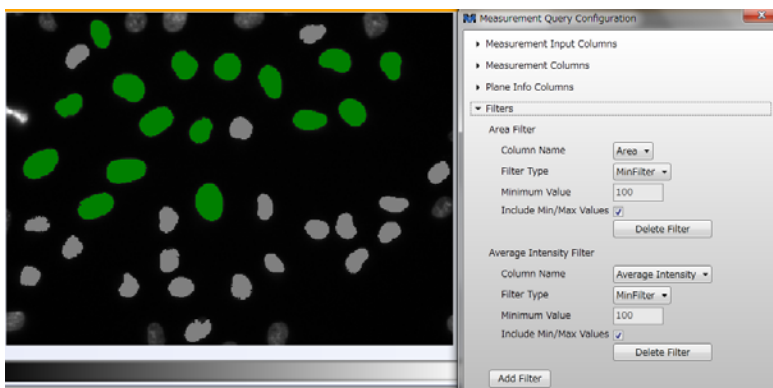 Measurement Query Configuration
Measurement Input Columns
Measurement Columns
Plane Info Columns
Filters
Area Filter
Column Name Area
Filter Type MinFilter
Minimum Value 100
Include Min/Max Values
Delete Filter
Average Intensity Filter
Column Name Average Intensity
Filter Type MinFilter
Minimum Value 100
Include Min/Max Values
Delete Filter
Add Filter